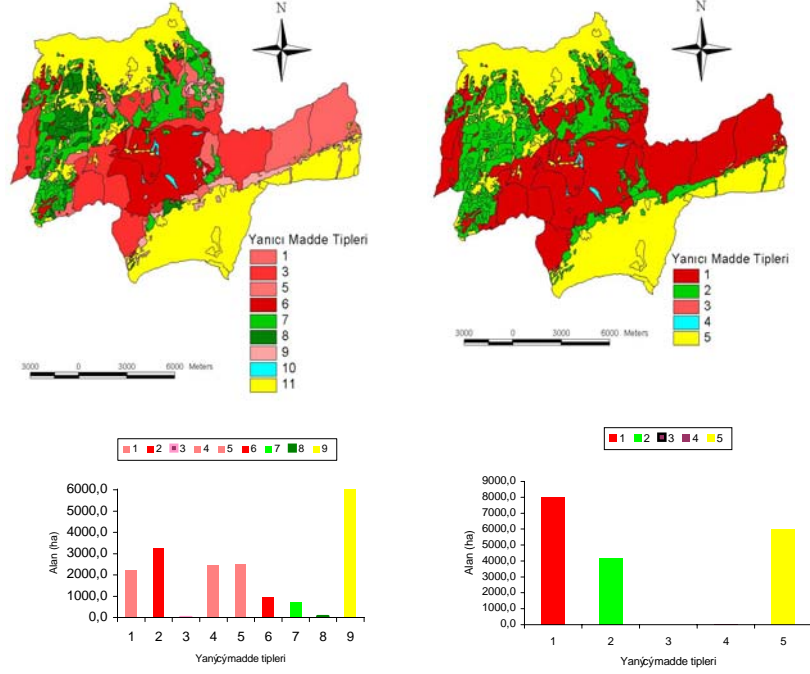 N
Yanıcı Madde Tipleri
1
3
5
6
7
8
9
10
11
3000 0 3000 6000 Meters
N
Yanıcı Madde Tipleri
1
2
3
4
5
3000 0 3000 6000 Meters
1 2 3 4 5 6 7 8 9
6000,0
5000,0
4000,0
3000,0
2000,0
1000,0
0,0
Alan (ha)
1 2 3 4 5 6 7 8 9
Yanýcýmadde tipleri
1 2 3 4 5
9000,0
8000,0
7000,0
6000,0
5000,0
4000,0
3000,0
2000,0
1000,0
0,0
Alan (ha)
1 2 3 4 5
Yanýcýmadde tipleri